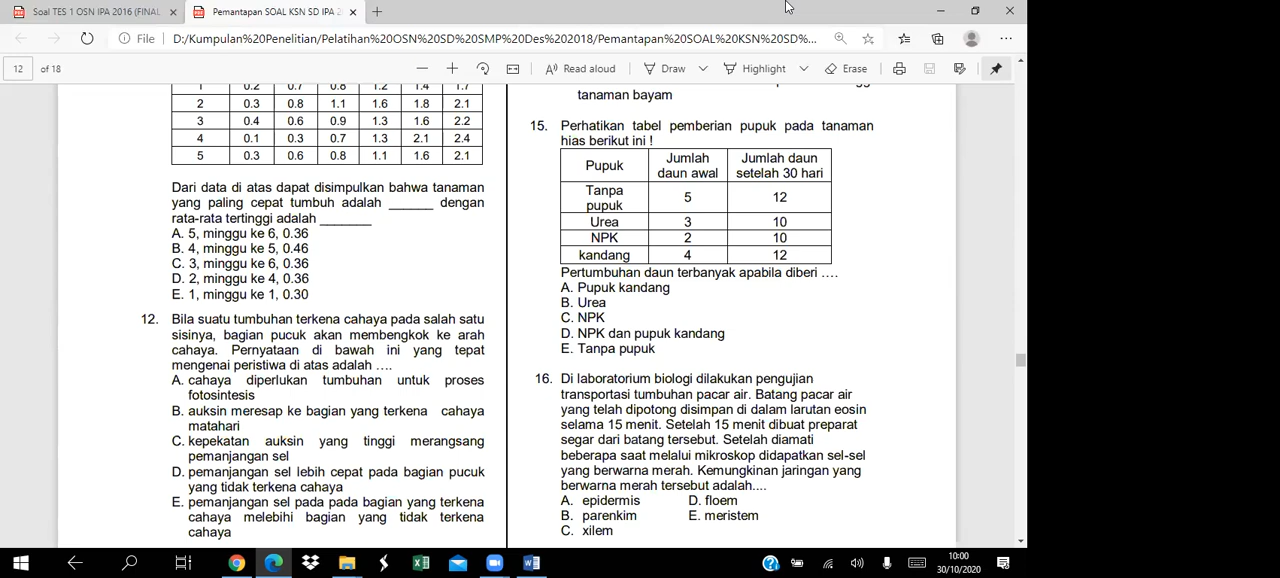 Soal TES 1 OSN IPA 2016 (FINAL
Pemantapan SOAL KSN SD IPA 2
File
D:/Kumpulan%20Penelitian/Pelatihan%20OSN%20SD%20SMP%20Des%202018/Pemantapan%20SOAL%20KSN%20SD%...
12 of 18
Read aloud
Draw
Highlight
Erase
1 0.2 0.7 0.8 1.2 1.4 1.7
2 0.3 0.8 1.1 1.6 1.8 2.1
3 0.4 0.6 0.9 1.3 1.6 2.2
4 0.1 0.3 0.7 1.3 2.1 2.4
5 0.3 0.6 0.8 1.1 1.6 2.1
Dari data di atas dapat disimpulkan bahwa tanaman
yang paling cepat tumbuh adalah ______ dengan
rata-rata tertinggi adalah _______
A. 5, minggu ke 6, 0.36
B. 4, minggu ke 5, 0.46
C. 3, minggu ke 6, 0.36
D. 2, minggu ke 4, 0.36
E. 1, minggu ke 1, 0.30
12. Bila suatu tumbuhan terkena cahaya pada salah satu
sisinya, bagian pucuk akan membengkok ke arah
cahaya. Pernyataan di bawah ini yang tepat
mengenai peristiwa di atas adalah ….
A. cahaya diperlukan tumbuhan untuk proses
fotosintesis
B. auksin meresap ke bagian yang terkena cahaya
matahari
C. kepekatan auksin yang tinggi merangsang
pemanjangan sel
D. pemanjangan sel lebih cepat pada bagian pucuk
yang tidak terkena cahaya
E. pemanjangan sel pada pada bagian yang terkena
cahaya melebihi bagian yang tidak terkena
cahaya
tanaman bayam
15. Perhatikan tabel pemberian pupuk pada tanaman
hias berikut ini !
Pupuk
Jumlah
daun awal
Jumlah daun
setelah 30 hari
Tanpa
pupuk
5 12
Urea 3 10
NPK 2 10
kandang 4 12
Pertumbuhan daun terbanyak apabila diberi ….
A. Pupuk kandang
B. Urea
C. NPK
D. NPK dan pupuk kandang
E. Tanpa pupuk
16. Di laboratorium biologi dilakukan pengujian
transportasi tumbuhan pacar air. Batang pacar air
yang telah dipotong disimpan di dalam larutan eosin
selama 15 menit. Setelah 15 menit dibuat preparat
segar dari batang tersebut. Setelah diamati
beberapa saat melalui mikroskop didapatkan sel-sel
yang berwarna merah. Kemungkinan jaringan yang
berwarna merah tersebut adalah....
A. epidermis D. floem
B. parenkim E. meristem
C. xilem
10:00
30/10/2020